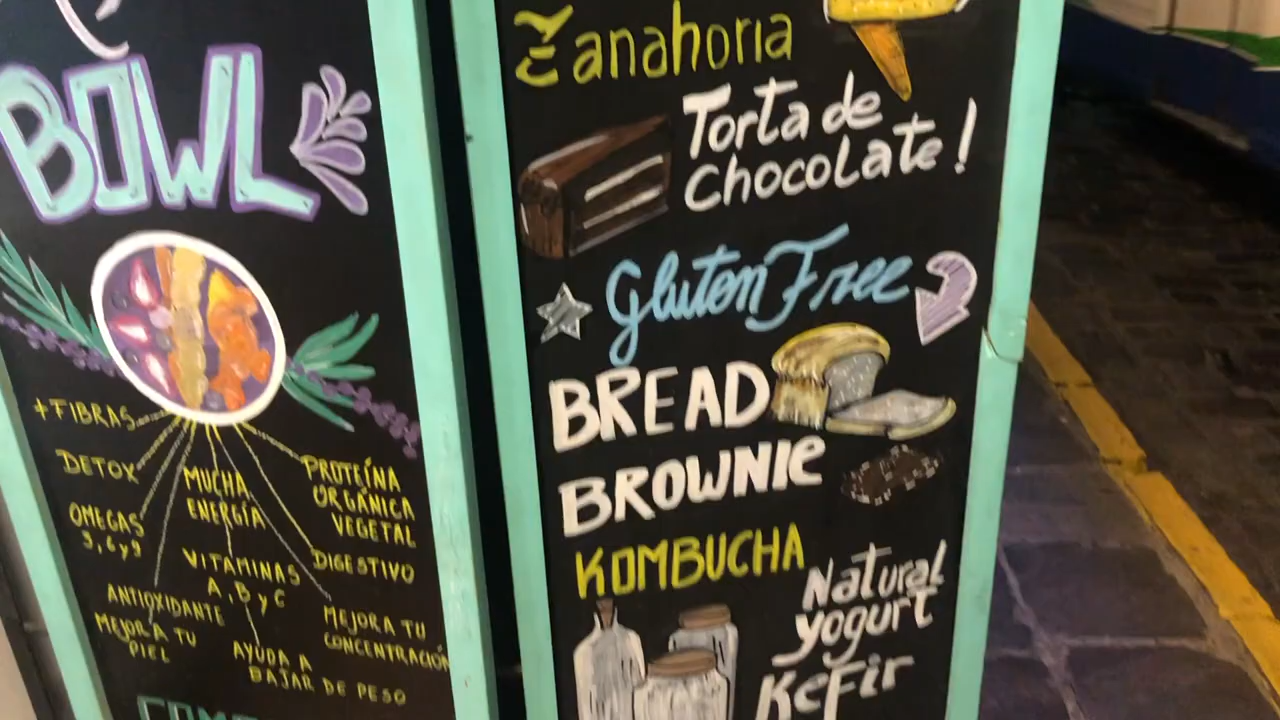 BOWL
+FIBRAS
DETOX
OMEGAS
3, 6 y 9
MUCHA
ENERGÍA
PROTEÍNA
ORGÁNICA
VEGETAL
VITAMINAS
A, B y C
DIGESTIVO
ANTIOXIDANTE
MEJORA TU
PIEL
MEJORA TU
CONCENTRACIÓN
AYUDA A
BAJAR DE PESO
Zanahoria
Torta de
Chocolate!
Gluten Free
BREAD
BROWNIE
KOMBUCHA
Natural
yogurt
Kefir